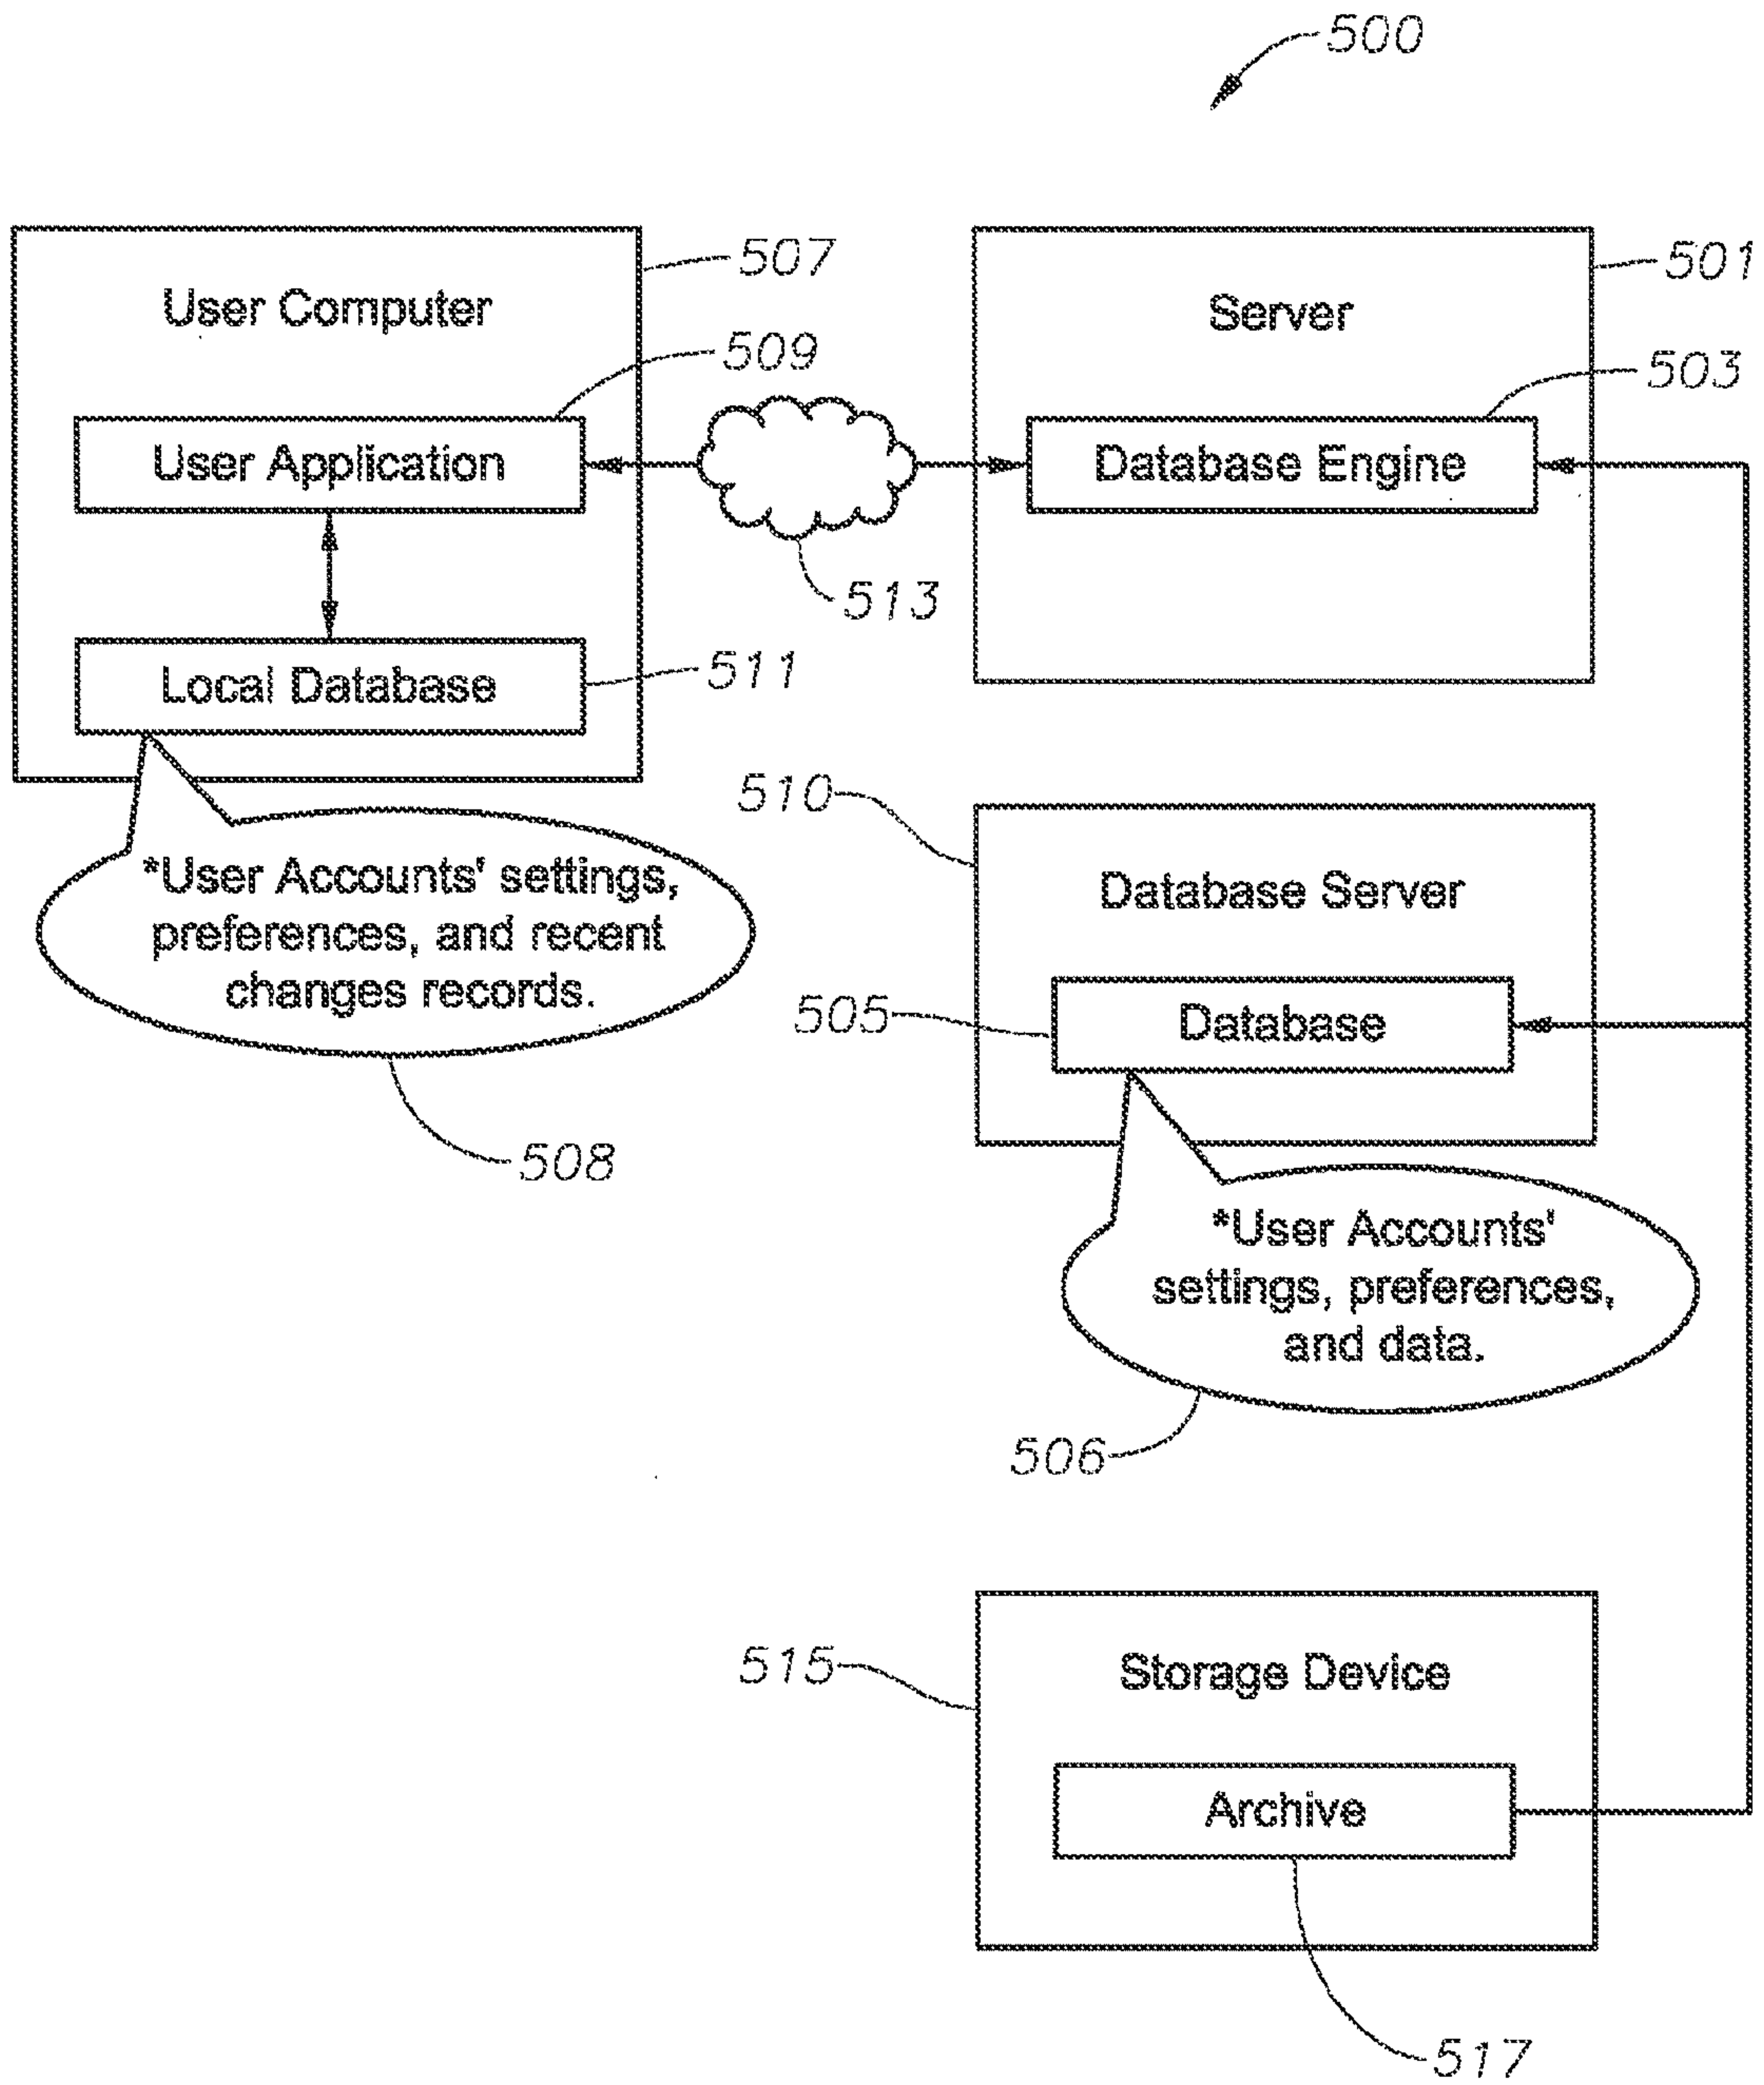 500
507
501
User Computer
Server
509
503
User Application
Database Engine
513
511
Local Database
510
*User Accounts' settings,
preferences, and recent
changes records.
Database Server
505
Database
508
*User Accounts'
settings, preferences,
and data.
506
515
Storage Device
Archive
517